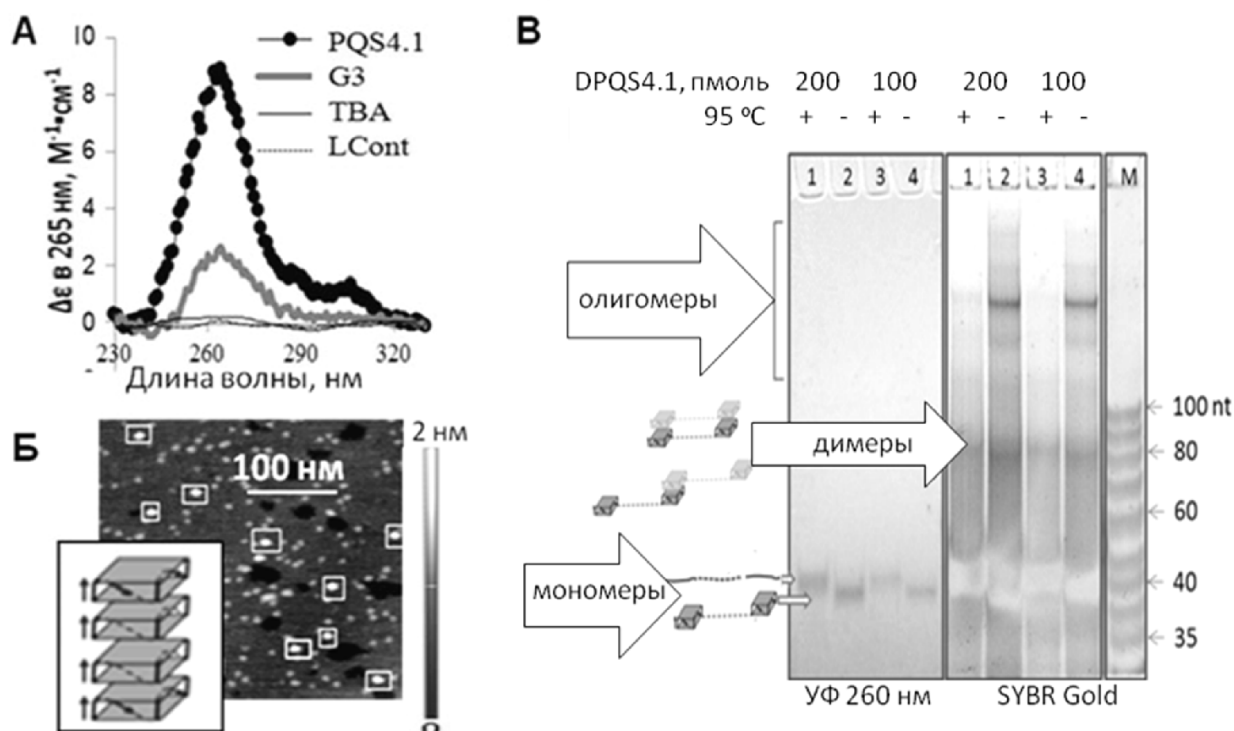 А
Δε в 265 нм, М⁻¹*см⁻¹
10
8
6
4
2
0
-
230
260
290
320
Длина волны, нм
PQS4.1
G3
TBA
LCont
Б
100 нм
2 нм
0
В
DPQS4.1, пмоль 200 100 200 100
95 ºС + - + - + - + -
1 2 3 4 1 2 3 4 М
олигомеры
димеры
мономеры
100 nt
80
60
40
35
УФ 260 нм SYBR Gold